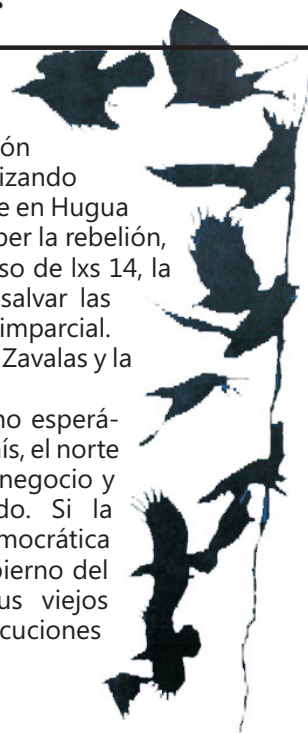 ón
izando
e en Hugua
per la rebelión,
so de lxs 14, la
salvar las
imparcial.
Zavalas y la
no esperá-
ís, el norte
negocio y
do. Si la
mocrática
bierno del
us viejos
cuciones